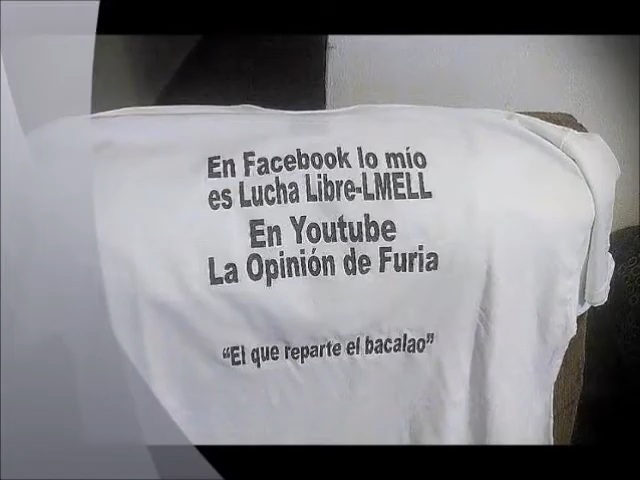 En Facebook lo mío
es Lucha Libre-LMELL
En Youtube
La Opinión de Furia
“El que reparte el bacalao”